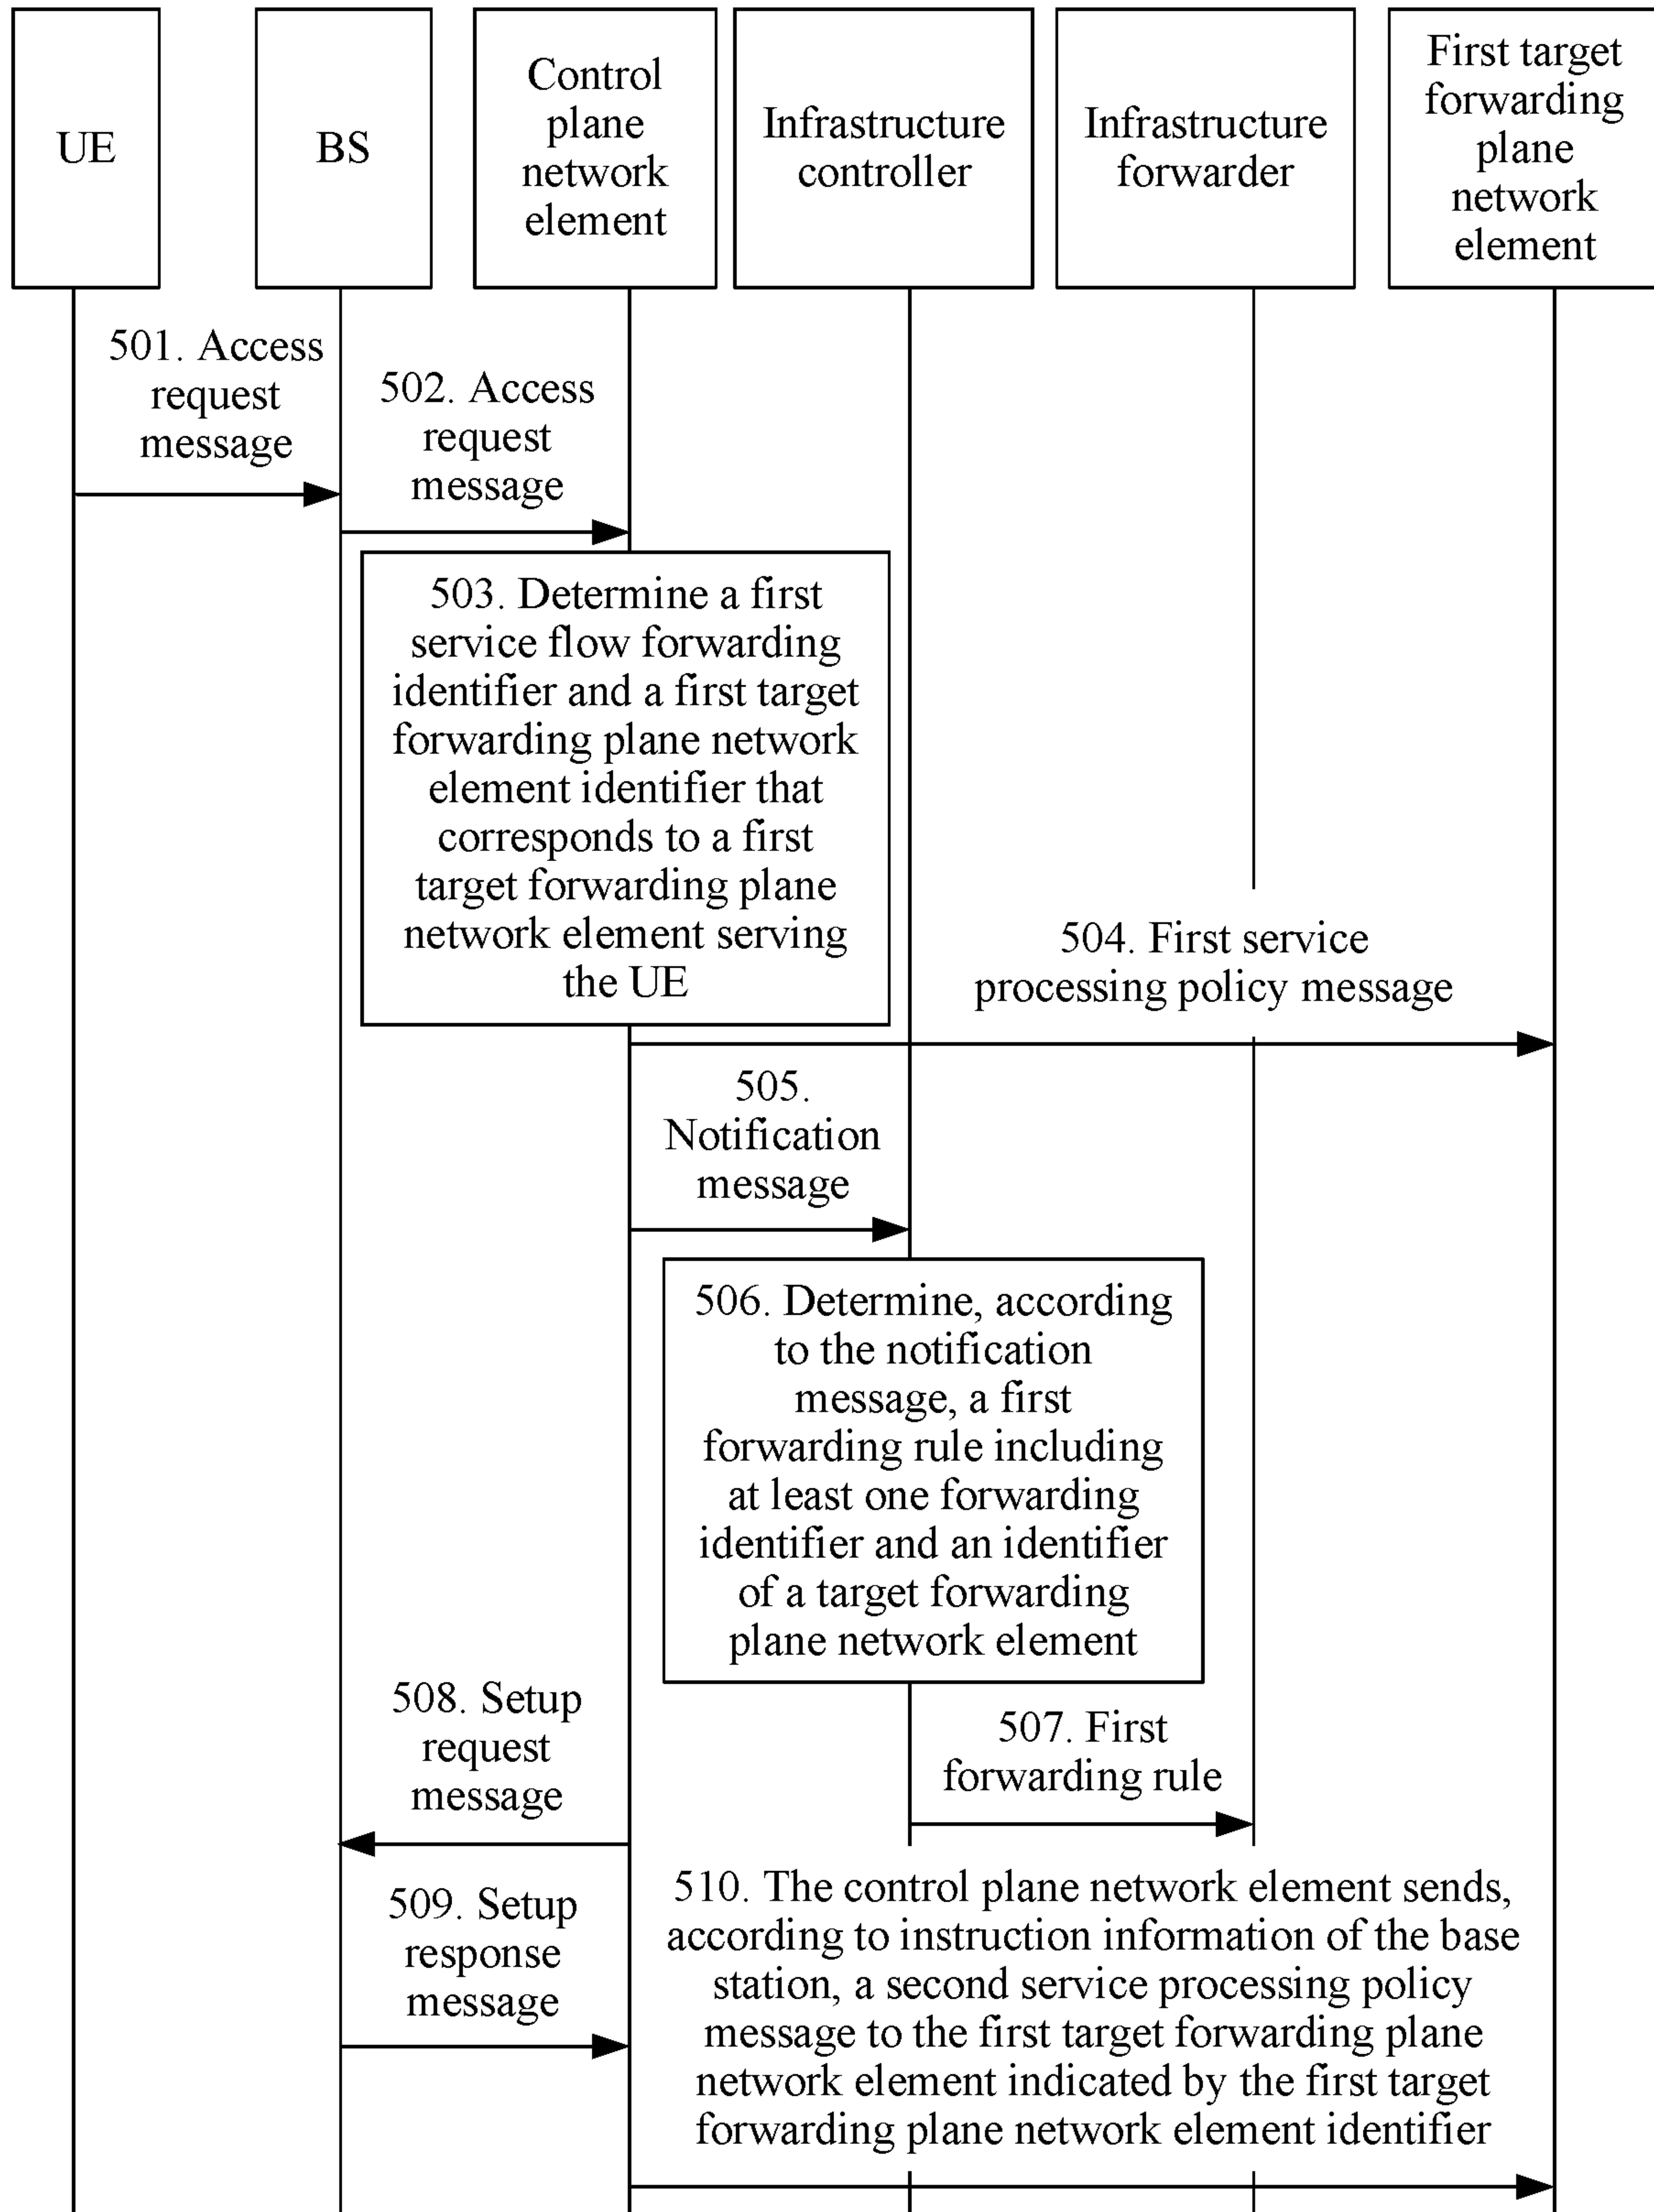 UE
BS
Control
plane
network
element
Infrastructure
controller
Infrastructure
forwarder
First target
forwarding
plane
network
element
501. Access
request
message
502. Access
request
message
503. Determine a first
service flow forwarding
identifier and a first target
forwarding plane network
element identifier that
corresponds to a first
target forwarding plane
network element serving
the UE
504. First service
processing policy message
505.
Notification
message
506. Determine, according
to the notification
message, a first
forwarding rule including
at least one forwarding
identifier and an identifier
of a target forwarding
plane network element
507. First
forwarding rule
508. Setup
request
message
509. Setup
response
message
510. The control plane network element sends,
according to instruction information of the base
station, a second service processing policy
message to the first target forwarding plane
network element indicated by the first target
forwarding plane network element identifier